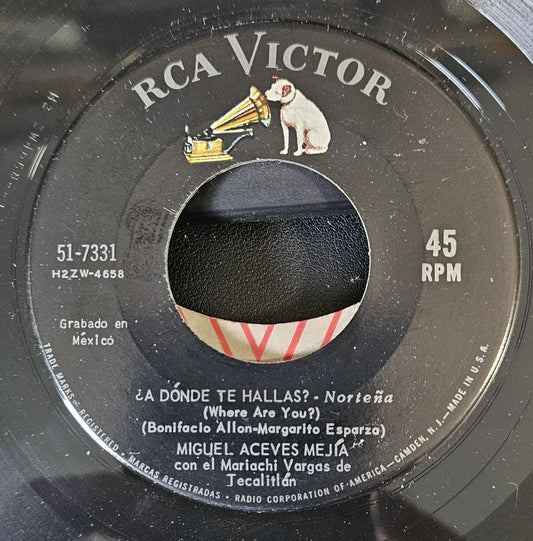 RCA VICTOR
51-7331
H2ZW-4658
45
RPM
Grabado en
México
¿A DÓNDE TE HALLAS? - Norteña
(Where Are You?)
(Bonifacio Allon-Margarito Esparza)
MIGUEL ACEVES MEJÍA
con el Mariachi Vargas de
Tecalitlán
TRADE MARKS REGISTERED • MARCAS REGISTRADAS • RADIO CORPORATION OF AMERICA—CAMDEN, N.J.—MADE IN U.S.A.